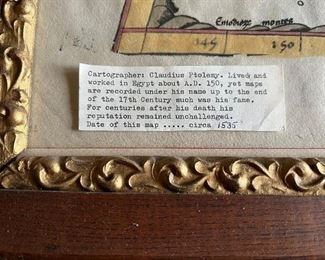 Emodorae montes
145 150
Cartographer: Claudius Ptolemy. Lived and
worked in Egypt about A.D. 150, yet maps
are recorded under his name up to the end
of the 17th Century such was his fame.
For centuries after his death his
reputation remained unchallenged.
Date of this map ..... circa 1535